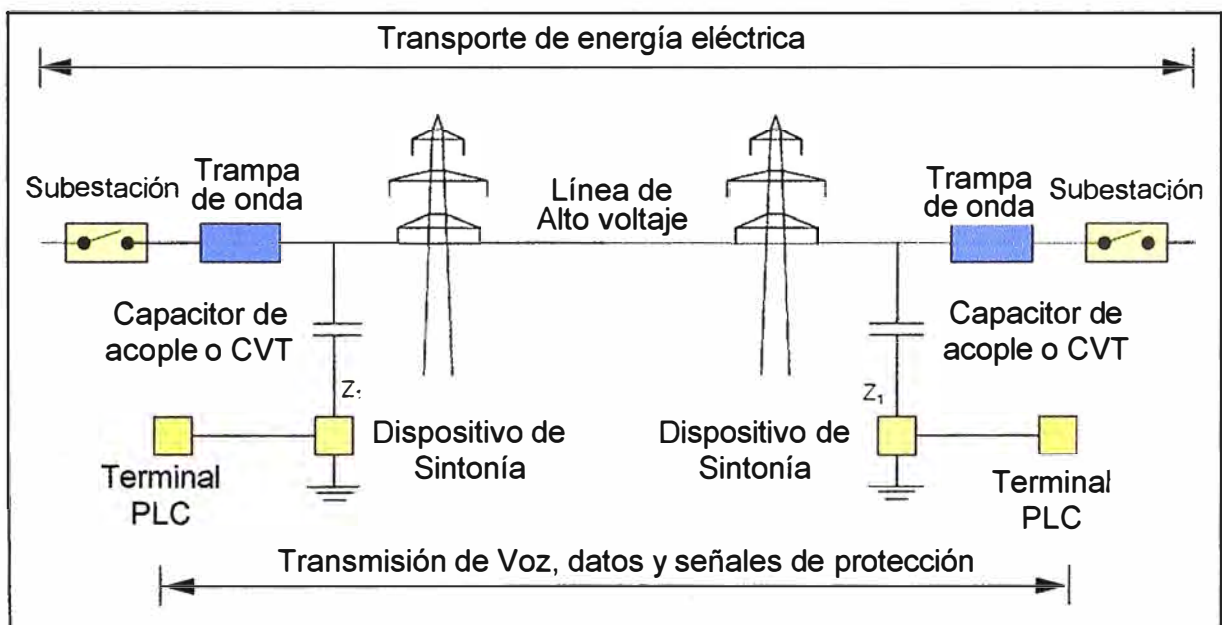 Transporte de energía eléctrica
Subestación
Trampa
de onda
Línea de
Alto voltaje
Trampa
de onda
Subestación
Capacitor de
acople o CVT
Capacitor de
acople o CVT
Z₁
Dispositivo de
Sintonía
Dispositivo de
Sintonía
Terminal
PLC
Terminal
PLC
Transmisión de Voz, datos y señales de protección